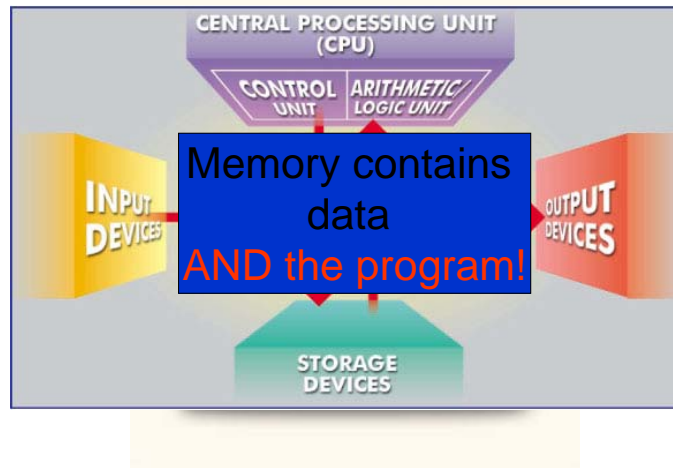 CENTRAL PROCESSING UNIT
(CPU)
CONTROL
UNIT
ARITHMETIC/
LOGIC UNIT
INPUT
DEVICES
Memory contains
data
AND the program!
OUTPUT
DEVICES
STORAGE
DEVICES